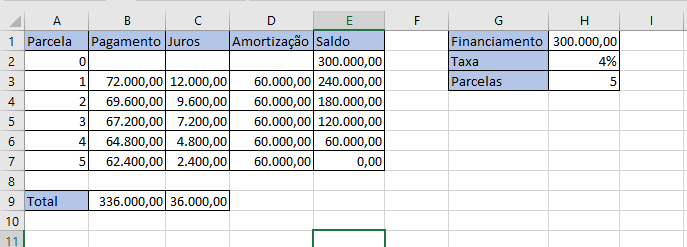 A B C D E F G H I
1 Parcela Pagamento Juros Amortização Saldo Financiamento 300.000,00
2 0 300.000,00 Taxa 4%
3 1 72.000,00 12.000,00 60.000,00 240.000,00 Parcelas 5
4 2 69.600,00 9.600,00 60.000,00 180.000,00
5 3 67.200,00 7.200,00 60.000,00 120.000,00
6 4 64.800,00 4.800,00 60.000,00 60.000,00
7 5 62.400,00 2.400,00 60.000,00 0,00
8
9 Total 336.000,00 36.000,00
10
11